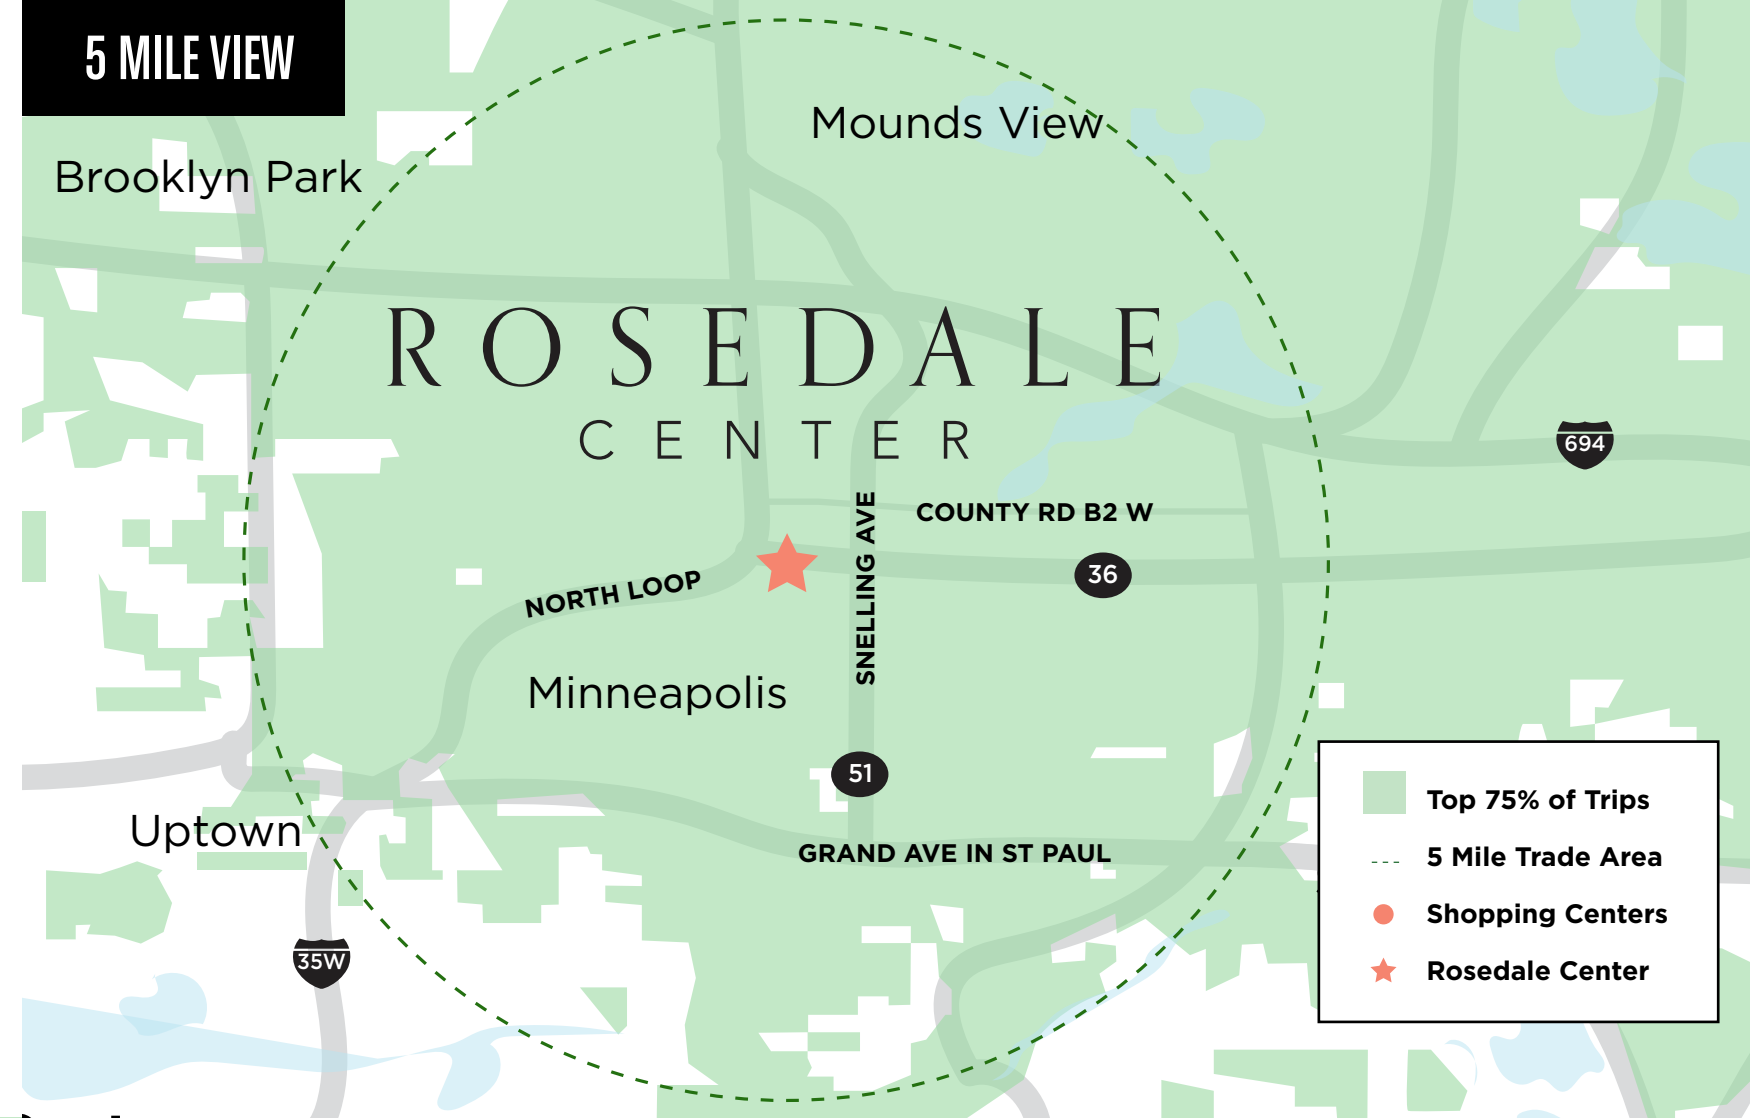 5 MILE VIEW
Mounds View
Brooklyn Park
ROSEDALE
CENTER
694
COUNTY RD B2 W
SNELLING AVE
36
NORTH LOOP
Minneapolis
51
Uptown
GRAND AVE IN ST PAUL
35W
Top 75% of Trips
5 Mile Trade Area
Shopping Centers
Rosedale Center